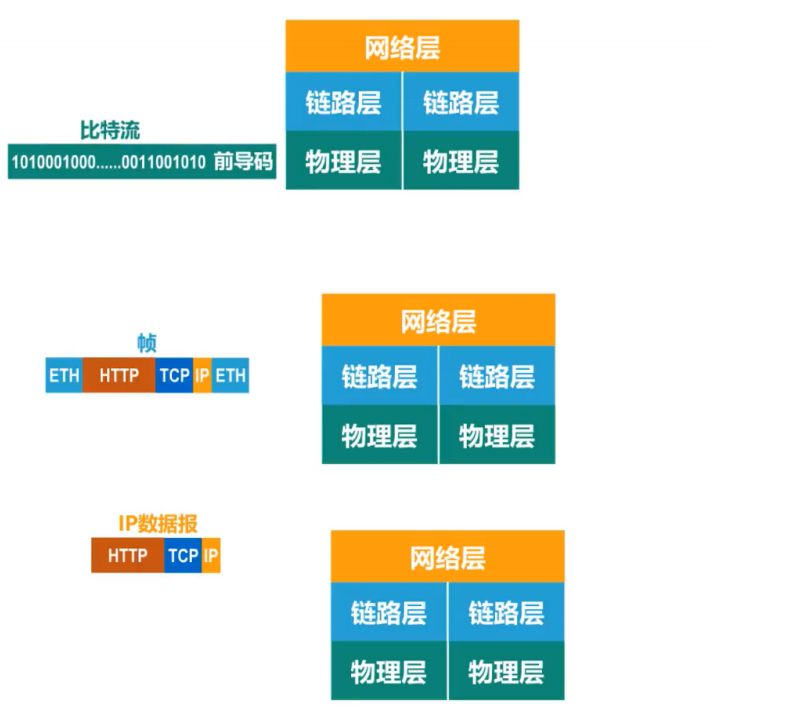 网络层
链路层 链路层
比特流
1010001000......0011001010 前导码
物理层 物理层
网络层
帧
链路层 链路层
ETH HTTP TCP IP ETH
物理层 物理层
IP数据报
HTTP TCP IP
网络层
链路层 链路层
物理层 物理层